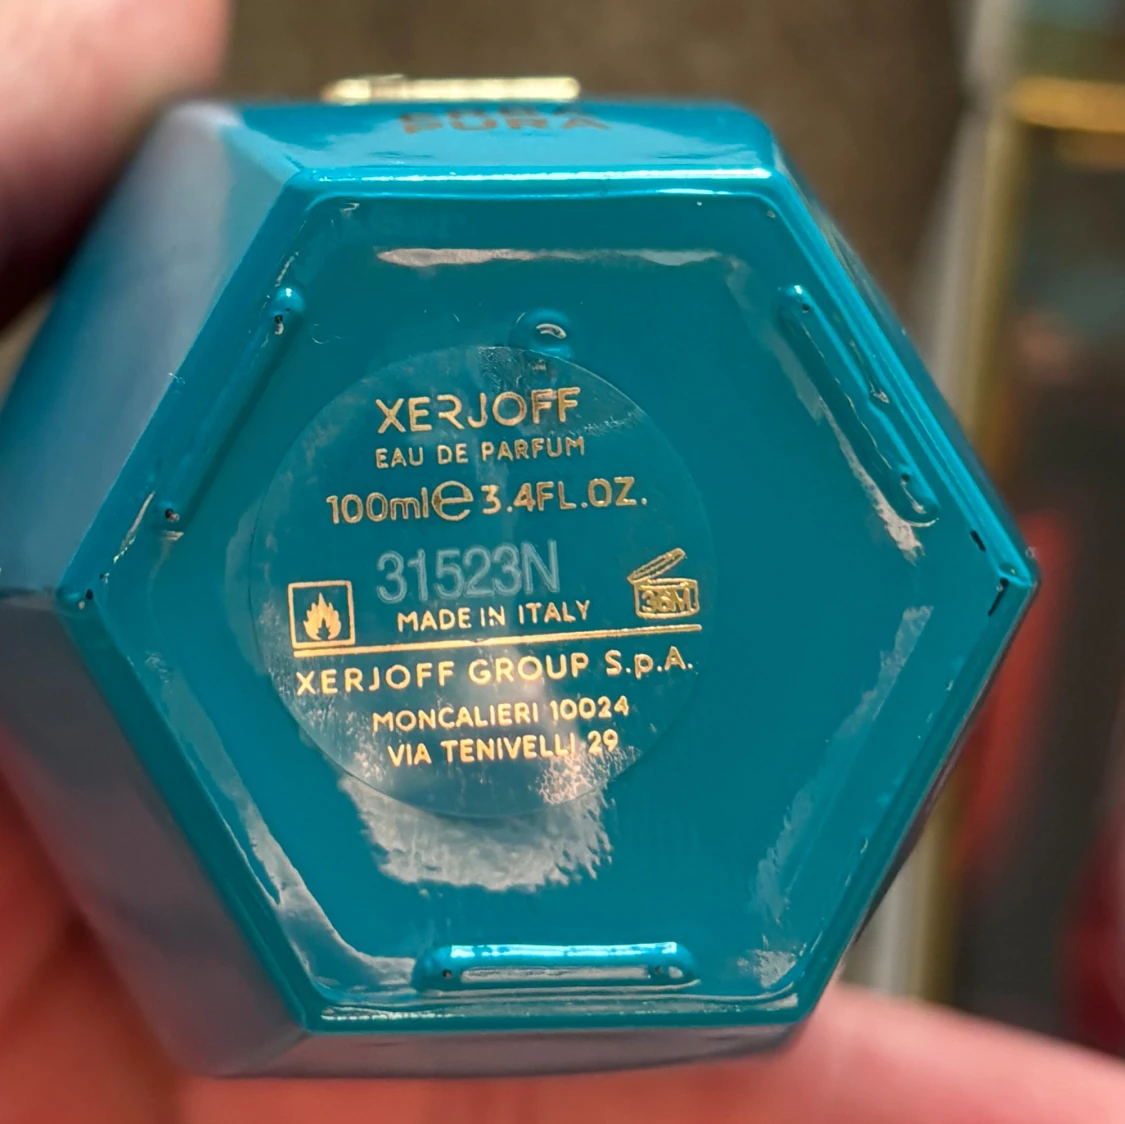 PURA
XERJOFF
EAU DE PARFUM
100ml℮ 3.4FL.OZ.
31523N
36M
MADE IN ITALY
XERJOFF GROUP S.p.A.
MONCALIERI 10024
VIA TENIVELLI 29